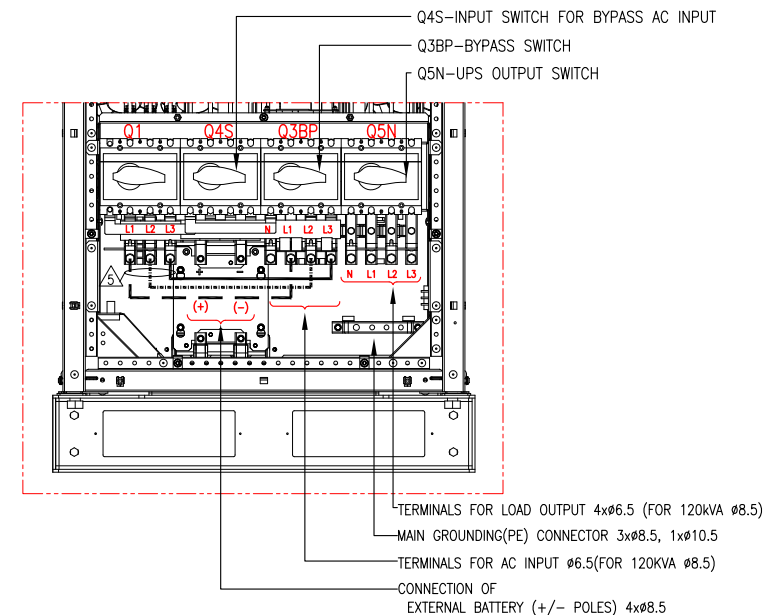 Q4S-INPUT SWITCH FOR BYPASS AC INPUT
Q3BP-BYPASS SWITCH
Q5N-UPS OUTPUT SWITCH
Q1 Q4S Q3BP Q5N
L1 L2 L3 N L1 L2 L3
+ -
5
N L1 L2 L3
(+) (-)
TERMINALS FOR LOAD OUTPUT 4xø6.5 (FOR 120kVA ø8.5)
MAIN GROUNDING(PE) CONNECTOR 3xø8.5, 1xø10.5
TERMINALS FOR AC INPUT ø6.5(FOR 120KVA ø8.5)
CONNECTION OF
EXTERNAL BATTERY (+/- POLES) 4xø8.5